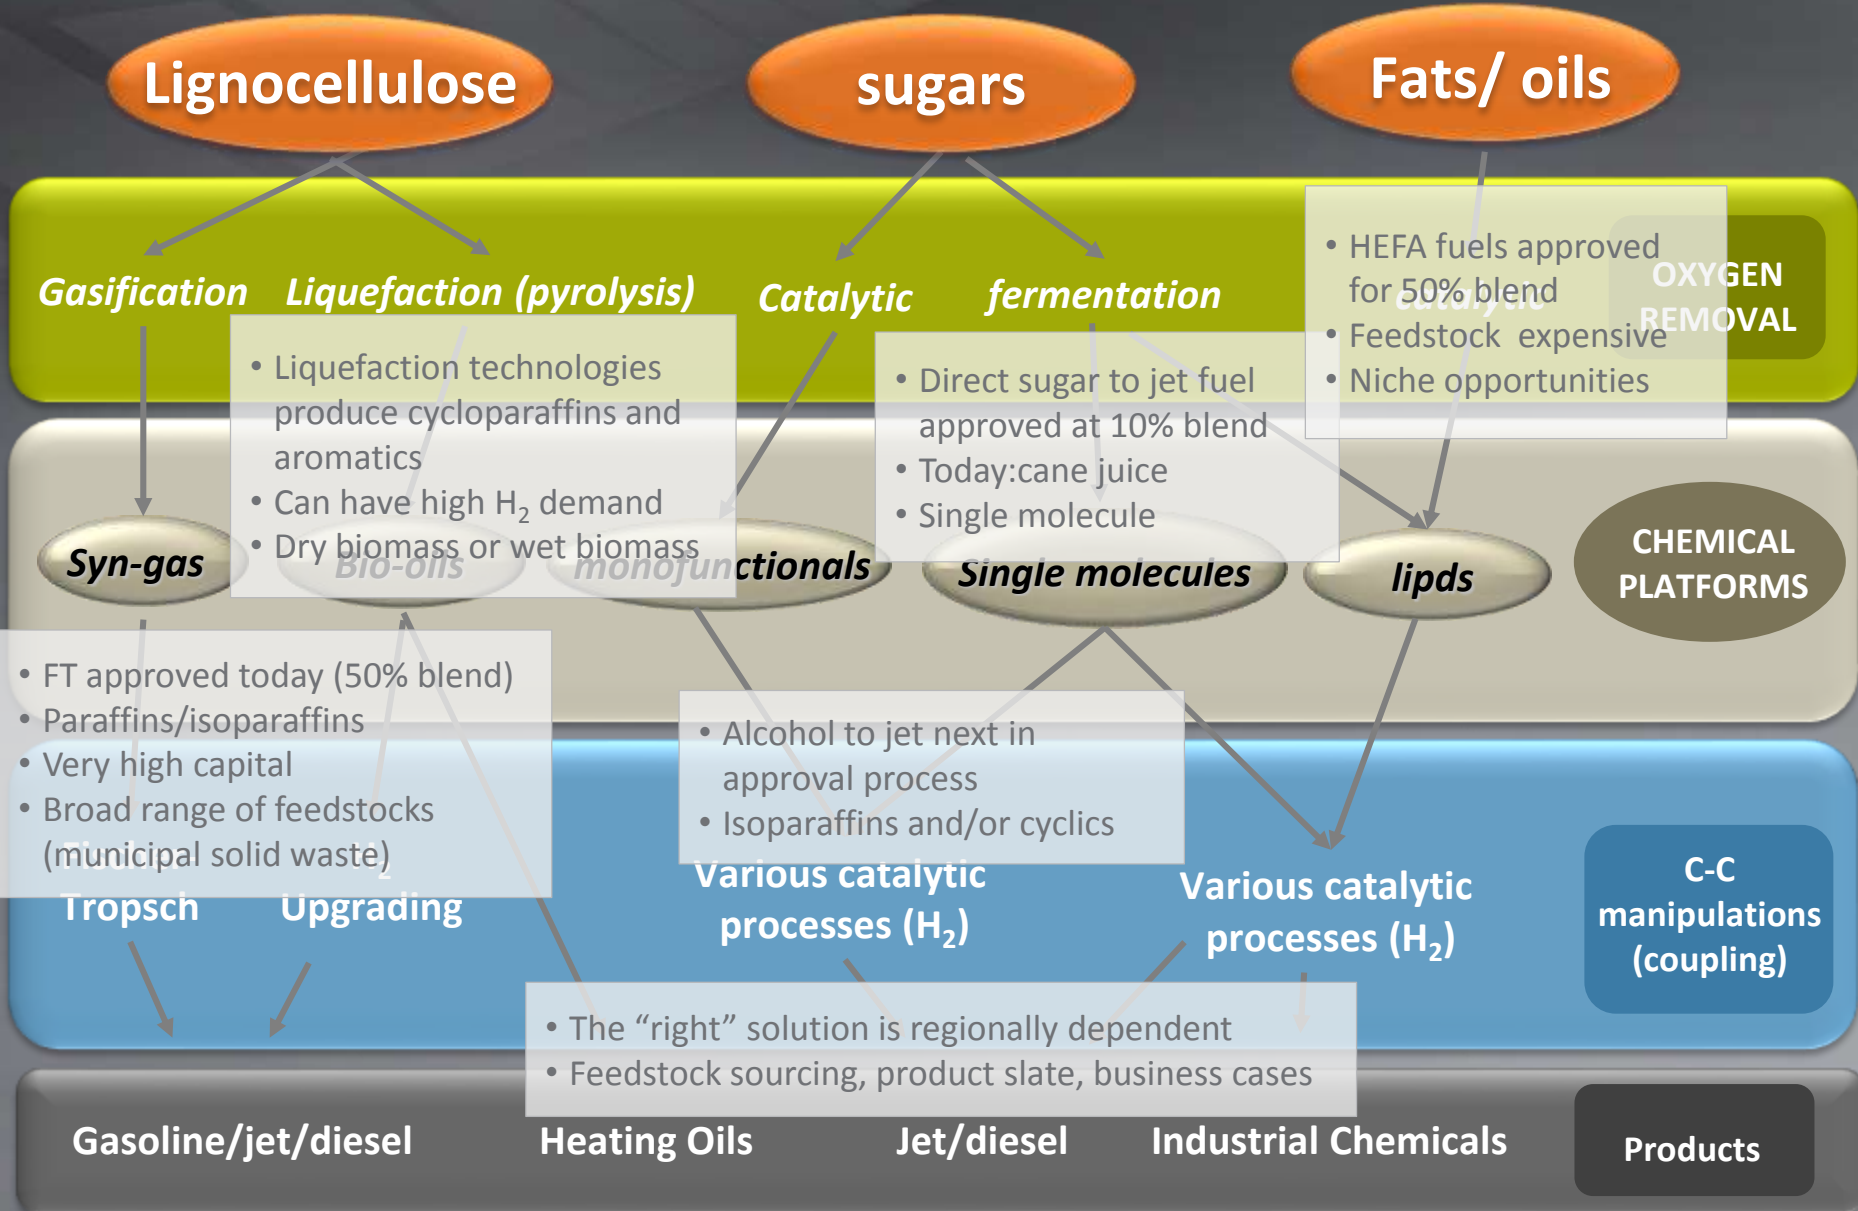 Lignocellulose
sugars
Fats/ oils
Gasification
Liquefaction (pyrolysis)
Catalytic
fermentation
catalytic
OXYGEN
REMOVAL
• HEFA fuels approved
for 50% blend
• Feedstock  expensive
• Niche opportunities
• Liquefaction technologies
produce cycloparaffins and
aromatics
• Can have high H₂ demand
• Dry biomass or wet biomass
• Direct sugar to jet fuel
approved at 10% blend
• Today:cane juice
• Single molecule
Syn-gas
Bio-oils
monofunctionals
Single molecules
lipds
CHEMICAL
PLATFORMS
• FT approved today (50% blend)
• Paraffins/isoparaffins
• Very high capital
• Broad range of feedstocks
(municipal solid waste)
• Alcohol to jet next in
approval process
• Isoparaffins and/or cyclics
Fischer-
Tropsch
H₂
Upgrading
Various catalytic
processes (H₂)
Various catalytic
processes (H₂)
C-C
manipulations
(coupling)
• The “right” solution is regionally dependent
• Feedstock sourcing, product slate, business cases
Gasoline/jet/diesel
Heating Oils
Jet/diesel
Industrial Chemicals
Products